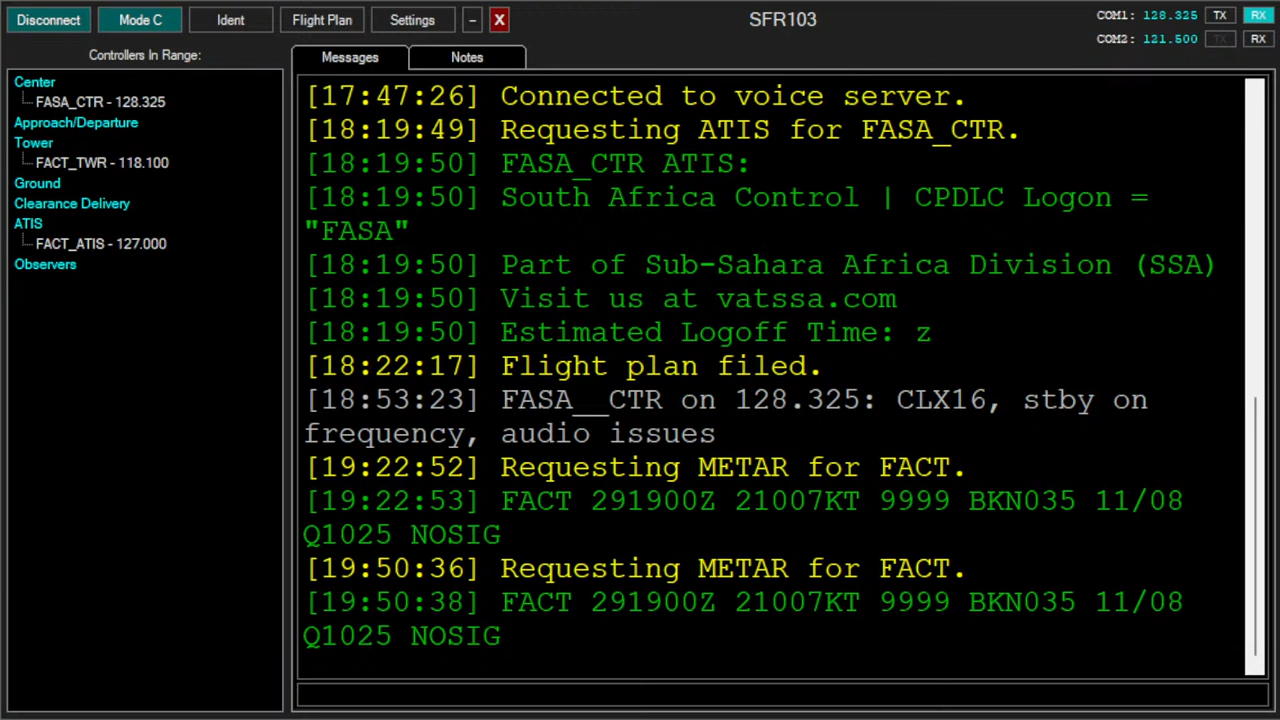 Disconnect
Mode C
Ident
Flight Plan
Settings
–
X
SFR103
COM1: 128.325 TX RX
COM2: 121.500 TX RX
Controllers In Range:
Center
FASA_CTR - 128.325
Approach/Departure
Tower
FACT_TWR - 118.100
Ground
Clearance Delivery
ATIS
FACT_ATIS - 127.000
Observers
Messages
Notes
[17:47:26] Connected to voice server.
[18:19:49] Requesting ATIS for FASA_CTR.
[18:19:50] FASA_CTR ATIS:
[18:19:50] South Africa Control | CPDLC Logon =
"FASA"
[18:19:50] Part of Sub-Sahara Africa Division (SSA)
[18:19:50] Visit us at vatssa.com
[18:19:50] Estimated Logoff Time: z
[18:22:17] Flight plan filed.
[18:53:23] FASA__CTR on 128.325: CLX16, stby on
frequency, audio issues
[19:22:52] Requesting METAR for FACT.
[19:22:53] FACT 291900Z 21007KT 9999 BKN035 11/08
Q1025 NOSIG
[19:50:36] Requesting METAR for FACT.
[19:50:38] FACT 291900Z 21007KT 9999 BKN035 11/08
Q1025 NOSIG